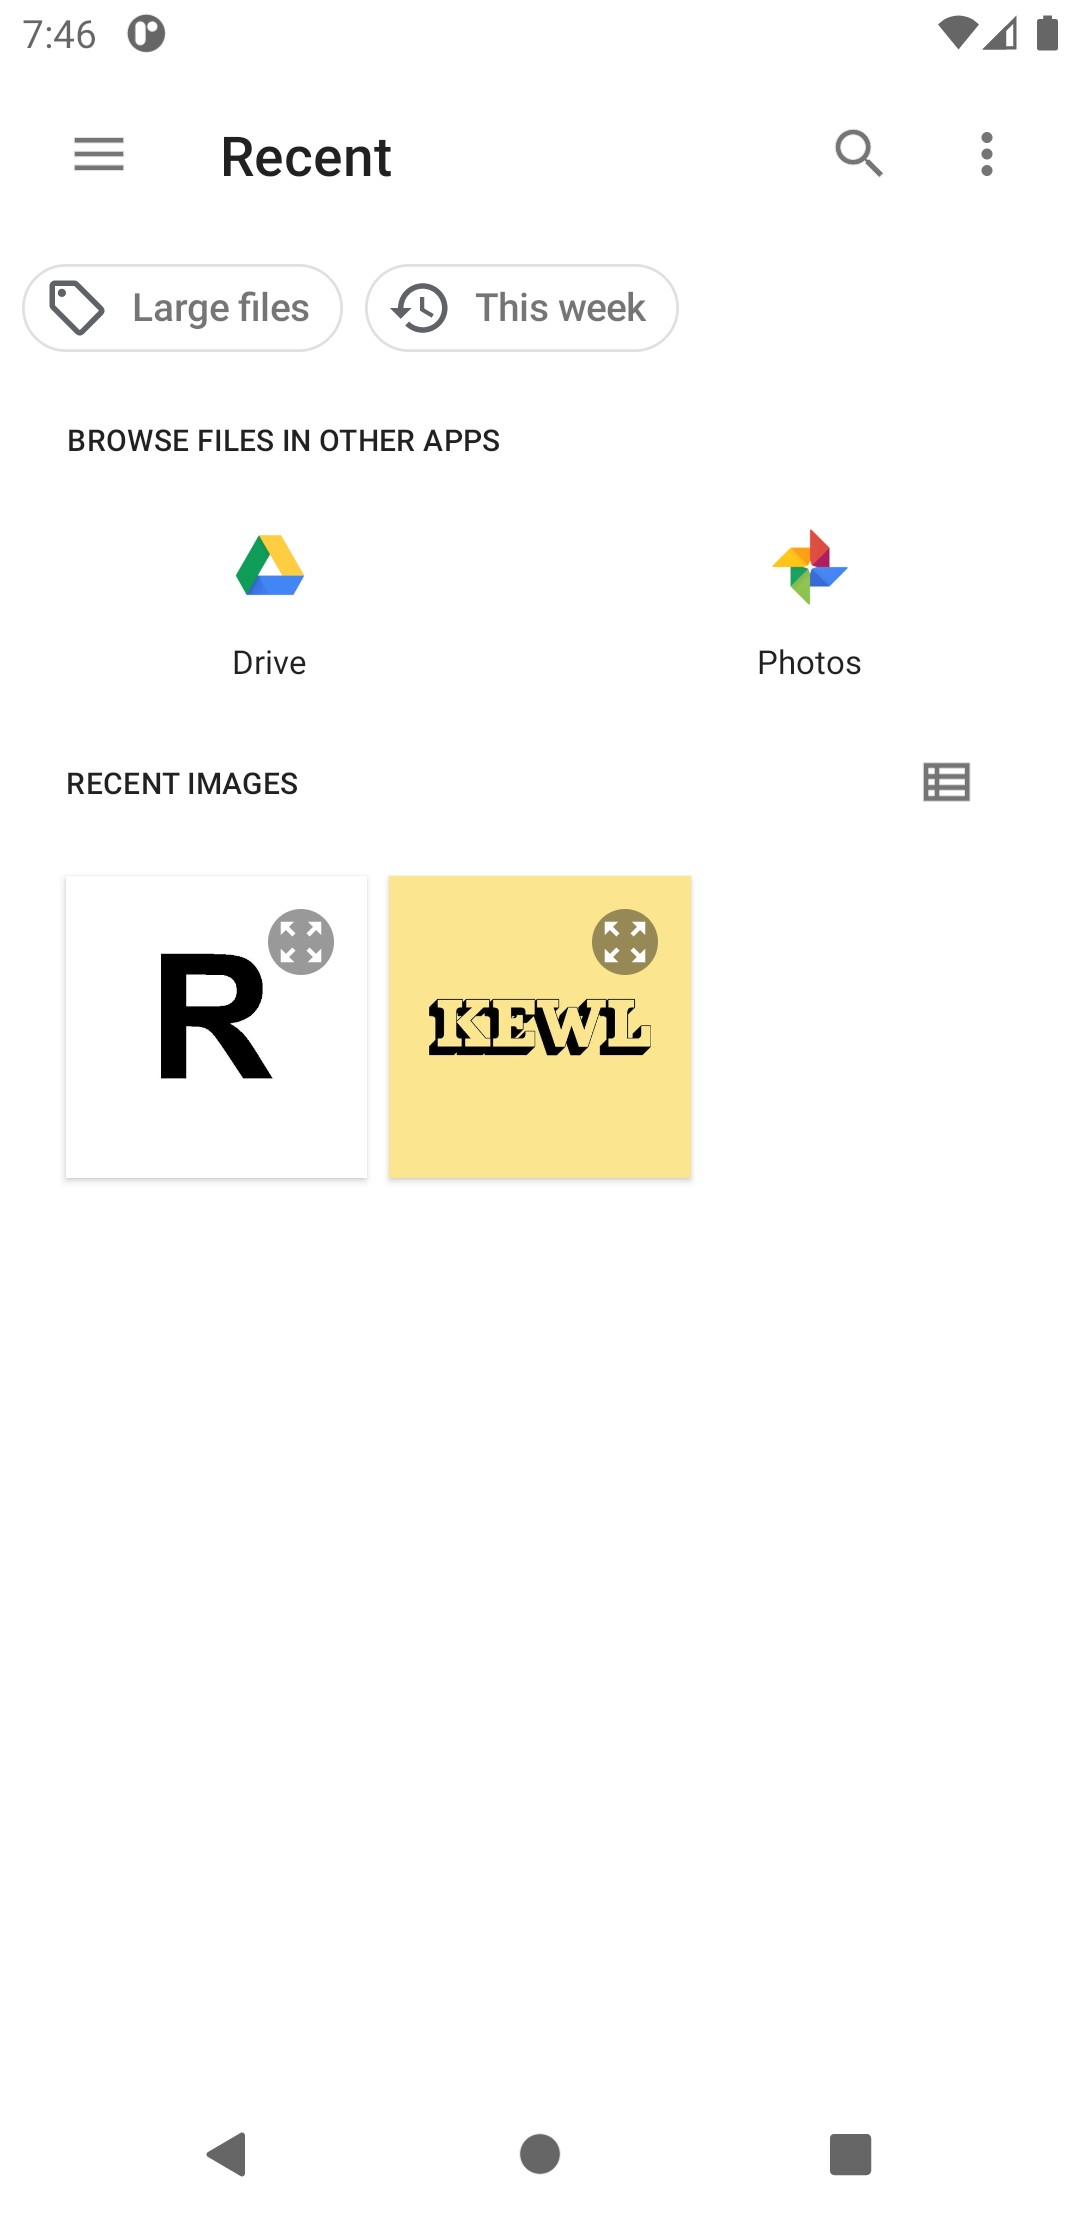 7:46
Recent
Large files
This week
BROWSE FILES IN OTHER APPS
Drive
Photos
RECENT IMAGES
R
KEWL